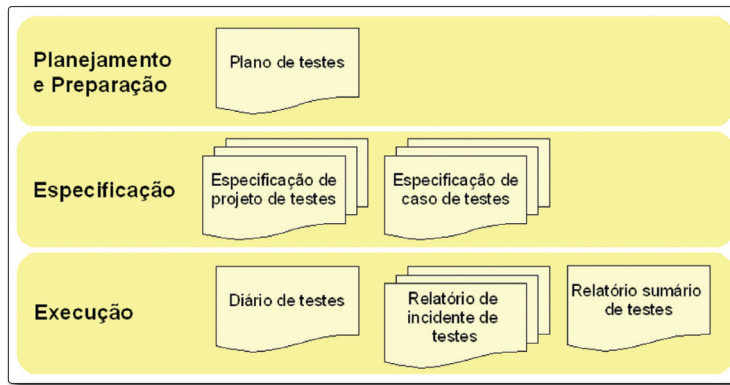 Planejamento
e Preparação
Plano de testes
Especificação
Especificação de
projeto de testes
Especificação de
caso de testes
Execução
Diário de testes
Relatório de
incidente de
testes
Relatório sumário
de testes